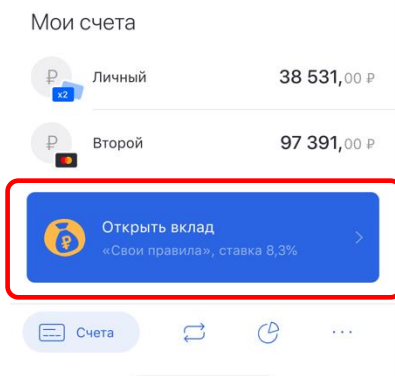 Мои счета
Личный 38 531,00 ₽
x2
Второй 97 391,00 ₽
Открыть вклад
«Свои правила», ставка 8,3%
Счета